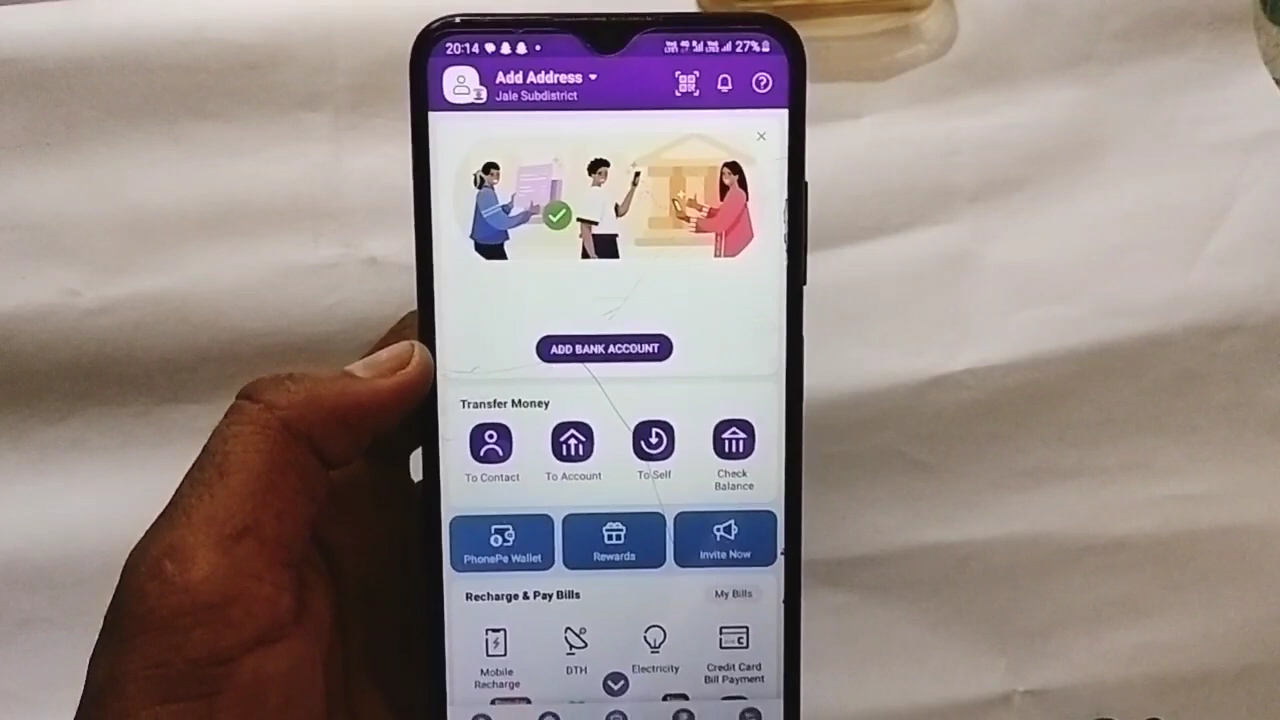 20:14
27%
Add Address
Jale Subdistrict
ADD BANK ACCOUNT
Transfer Money
To Contact
To Account
To Self
Check
Balance
PhonePe Wallet
Rewards
Invite Now
Recharge & Pay Bills
My Bills
Mobile
Recharge
DTH
Electricity
Credit Card
Bill Payment